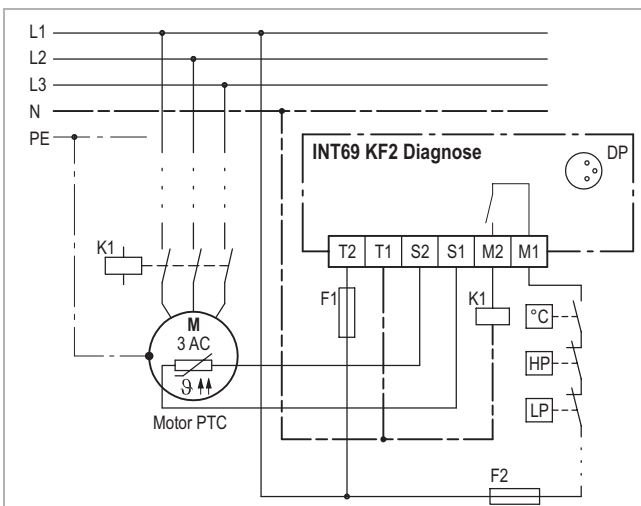 L1
L2
L3
N
PE
INT69 KF2 Diagnose
DP
T2 T1 S2 S1 M2 M1
K1
F1
K1
°C
HP
LP
M
3 AC
ϑ
Motor PTC
F2